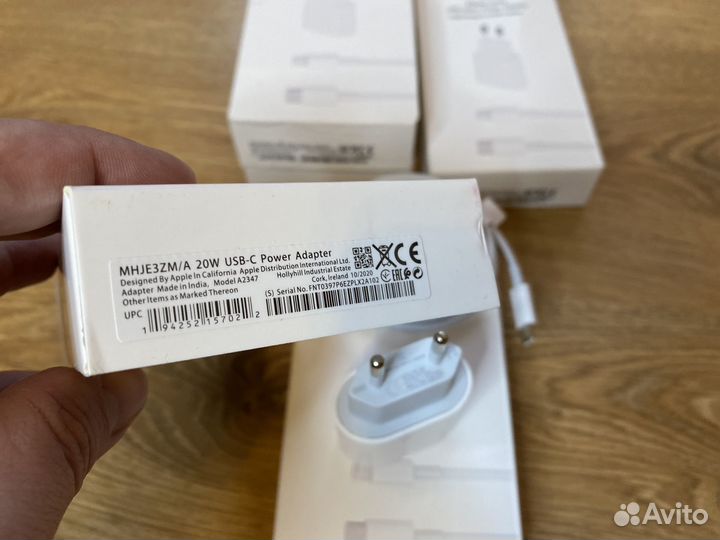 MHJE3ZM/A 20W USB-C Power Adapter
Designed By Apple In California Apple Distribution International Ltd.
Adapter Made in India, Model A2347 Hollyhill Industrial Estate
Other Items as Marked Thereon Cork, Ireland 10/2020
(S) Serial No. FNT0397P6EZPLX2A102
UPC
1 94252 15702 2
CE
EAC
Avito